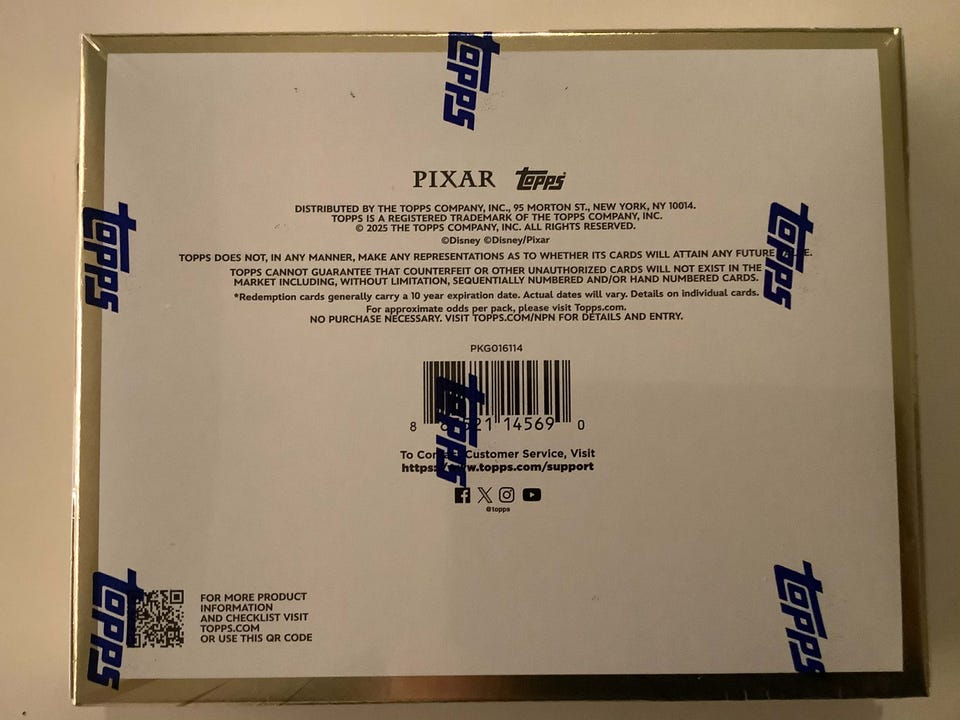 topps
PIXAR topps
DISTRIBUTED BY THE TOPPS COMPANY, INC., 95 MORTON ST., NEW YORK, NY 10014.
TOPPS IS A REGISTERED TRADEMARK OF THE TOPPS COMPANY, INC.
© 2025 THE TOPPS COMPANY, INC. ALL RIGHTS RESERVED.
©Disney ©Disney/Pixar
topps
topps
TOPPS DOES NOT, IN ANY MANNER, MAKE ANY REPRESENTATIONS AS TO WHETHER ITS CARDS WILL ATTAIN ANY FUTURE
TOPPS CANNOT GUARANTEE THAT COUNTERFEIT OR OTHER UNAUTHORIZED CARDS WILL NOT EXIST IN THE
MARKET INCLUDING, WITHOUT LIMITATION, SEQUENTIALLY NUMBERED AND/OR HAND NUMBERED CARDS.
*Redemption cards generally carry a 10 year expiration date. Actual dates will vary. Details on individual cards.
For approximate odds per pack, please visit Topps.com.
NO PURCHASE NECESSARY. VISIT TOPPS.COM/NPN FOR DETAILS AND ENTRY.
PKG016114
topps
8 21 14569 0
To Customer Service, Visit
topps.com/support
@topps
topps
FOR MORE PRODUCT
INFORMATION
AND CHECKLIST VISIT
TOPPS.COM
OR USE THIS QR CODE
topps